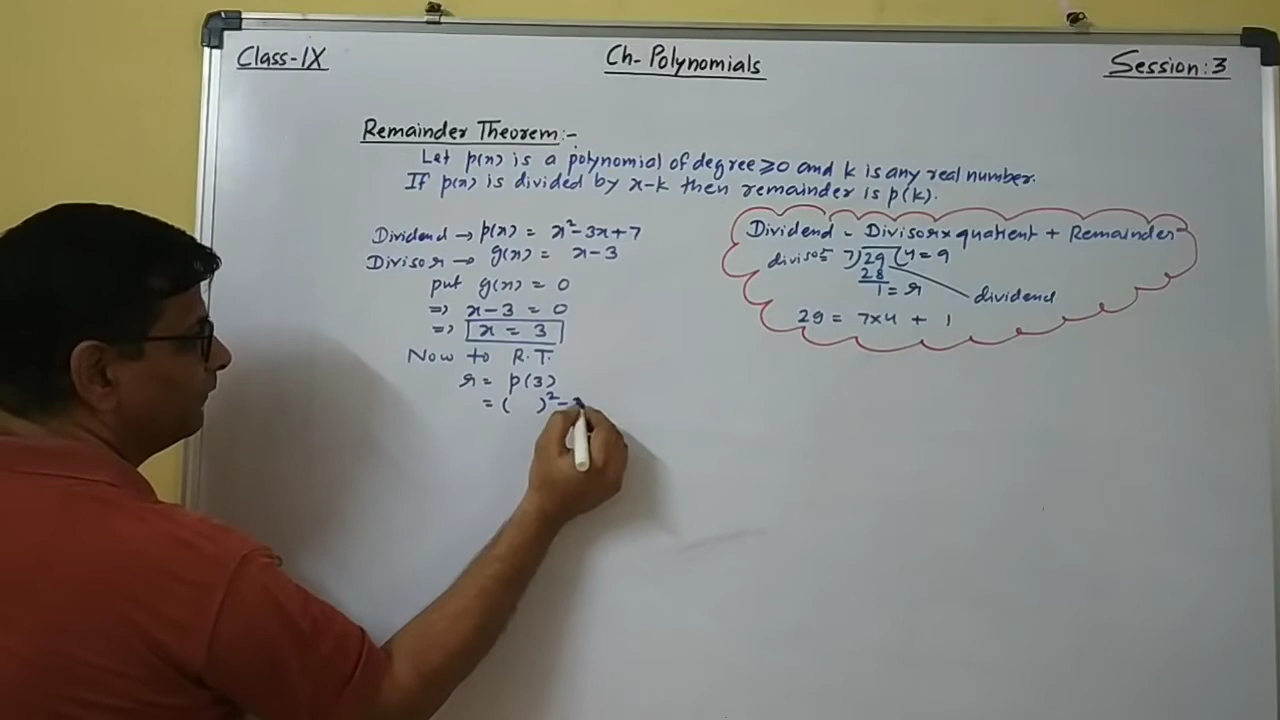 Class-IX
Ch- Polynomials
Session:3
Remainder Theorem:-
Let p(x) is a polynomial of degree ≥ 0 and k is any real number.
If p(x) is divided by x-k then remainder is p(k).
Dividend → p(x) = x²-3x+7
Divisor → g(x) = x-3
put g(x) = 0
=> x-3 = 0
=> x = 3
Now to R.T.
r = p(3)
= ( )² -
Dividend = Divisor x quotient + Remainder
divisor 7)29(4=q
28
1 = r
dividend
29 = 7x4 + 1